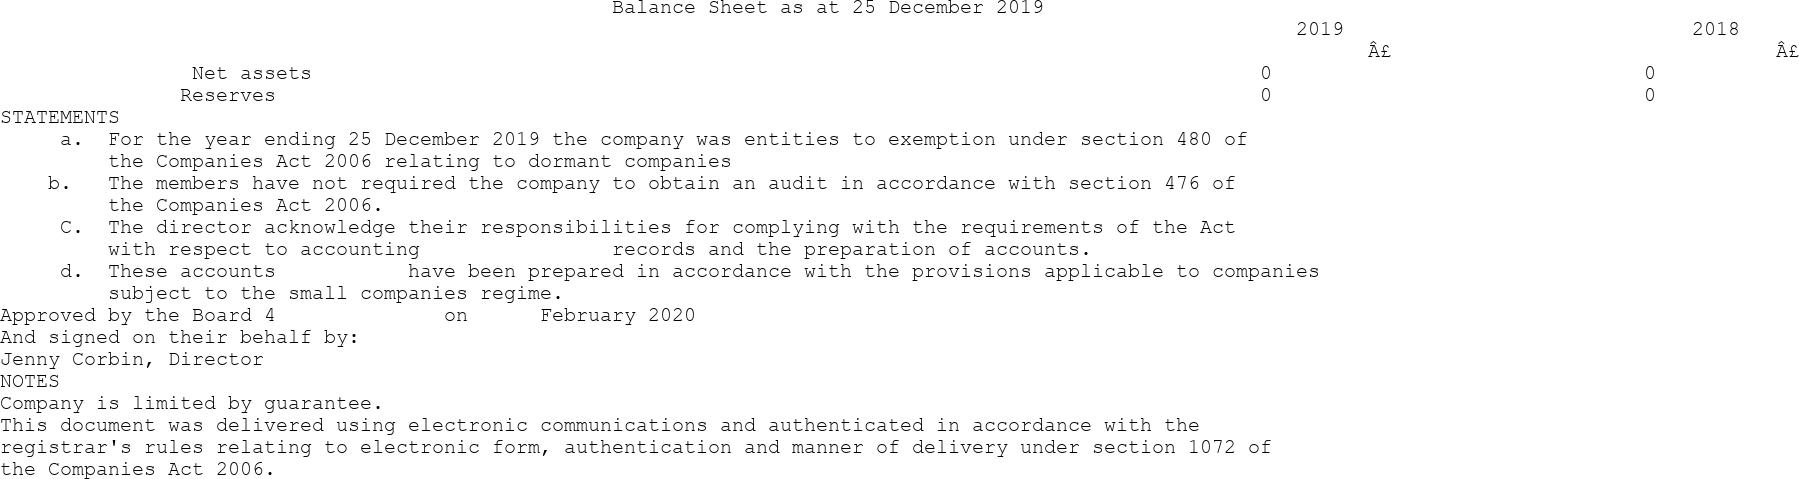 Balance Sheet as at 25 December 2019
2019 2018
Â£ Â£
Net assets 0 0
Reserves 0 0
STATEMENTS
a. For the year ending 25 December 2019 the company was entities to exemption under section 480 of
the Companies Act 2006 relating to dormant companies
b. The members have not required the company to obtain an audit in accordance with section 476 of
the Companies Act 2006.
C. The director acknowledge their responsibilities for complying with the requirements of the Act
with respect to accounting records and the preparation of accounts.
d. These accounts have been prepared in accordance with the provisions applicable to companies
subject to the small companies regime.
Approved by the Board 4 on February 2020
And signed on their behalf by:
Jenny Corbin, Director
NOTES
Company is limited by guarantee.
This document was delivered using electronic communications and authenticated in accordance with the
registrar's rules relating to electronic form, authentication and manner of delivery under section 1072 of
the Companies Act 2006.